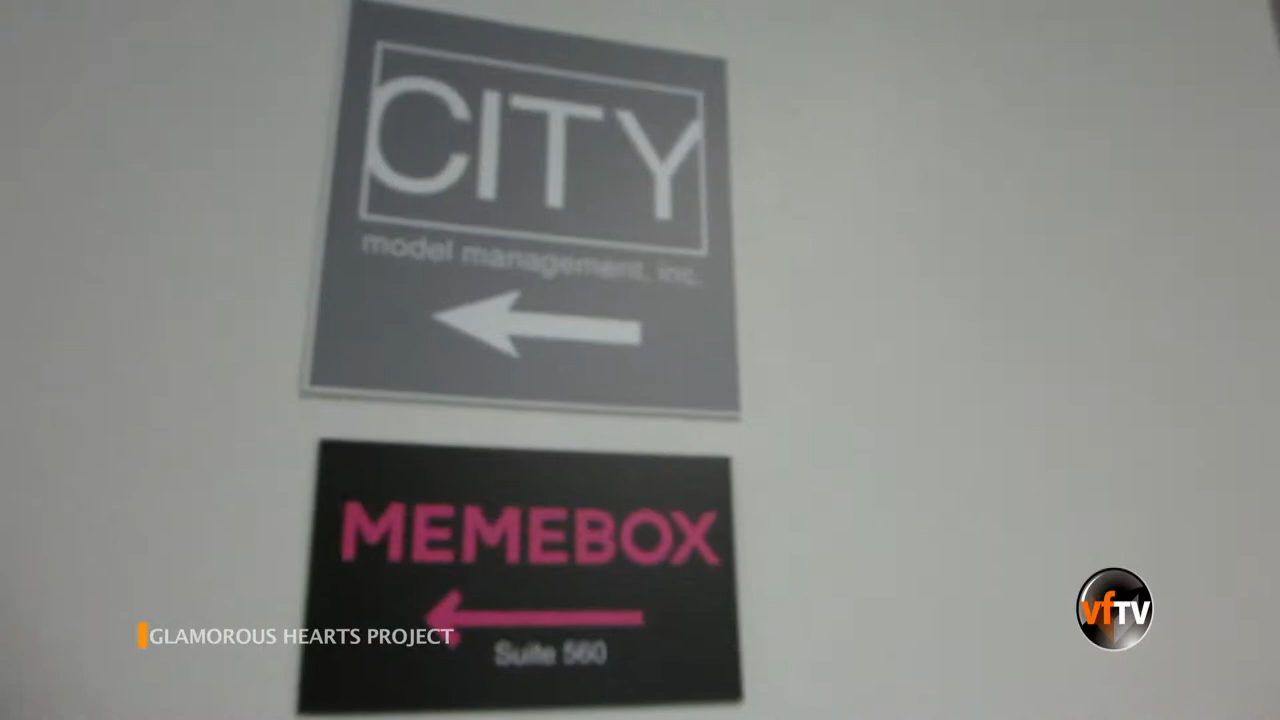 CITY
model management, inc.
MEMEBOX
Suite 560
GLAMOROUS HEARTS PROJECT
vfTV